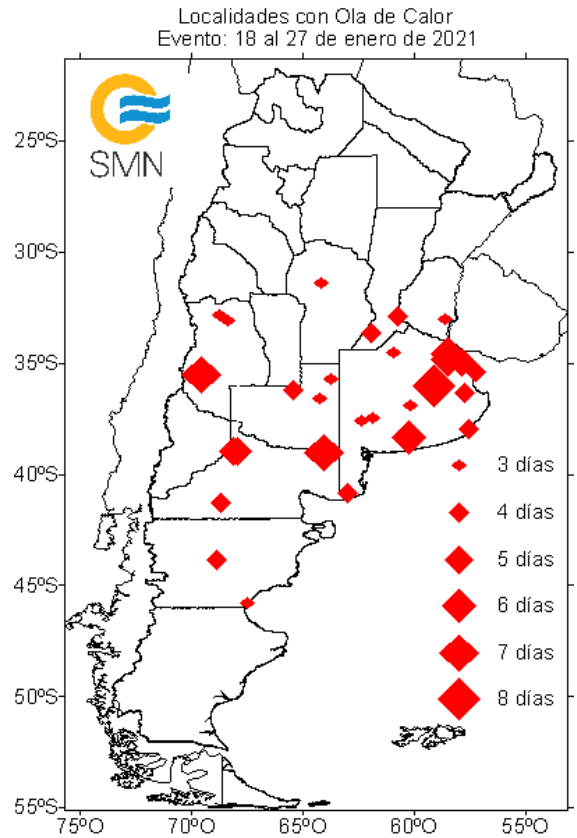 Localidades con Ola de Calor
Evento: 18 al 27 de enero de 2021
SMN
25ºS
30ºS
35ºS
40ºS
45ºS
50ºS
55ºS
3 días
4 días
5 días
6 días
7 días
8 días
75ºO
70ºO
65ºO
60ºO
55ºO